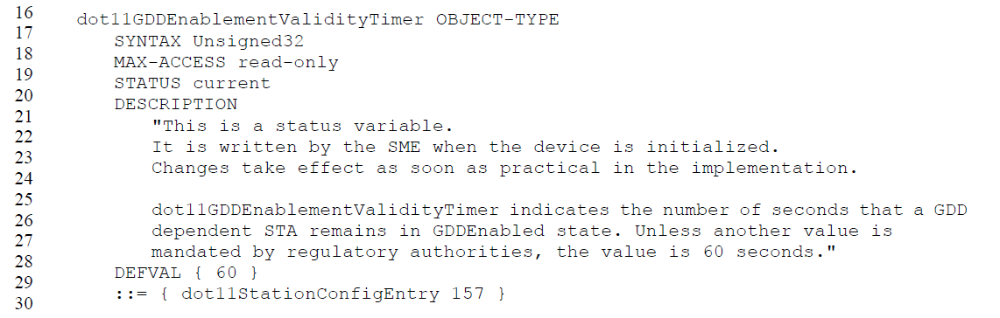 16 dot11GDDEnablementValidityTimer OBJECT-TYPE
17 SYNTAX Unsigned32
18 MAX-ACCESS read-only
19 STATUS current
20 DESCRIPTION
21 "This is a status variable.
22 It is written by the SME when the device is initialized.
23 Changes take effect as soon as practical in the implementation.
24
25 dot11GDDEnablementValidityTimer indicates the number of seconds that a GDD
26 dependent STA remains in GDDEnabled state. Unless another value is
27 mandated by regulatory authorities, the value is 60 seconds."
28 DEFVAL { 60 }
29 ::= { dot11StationConfigEntry 157 }
30